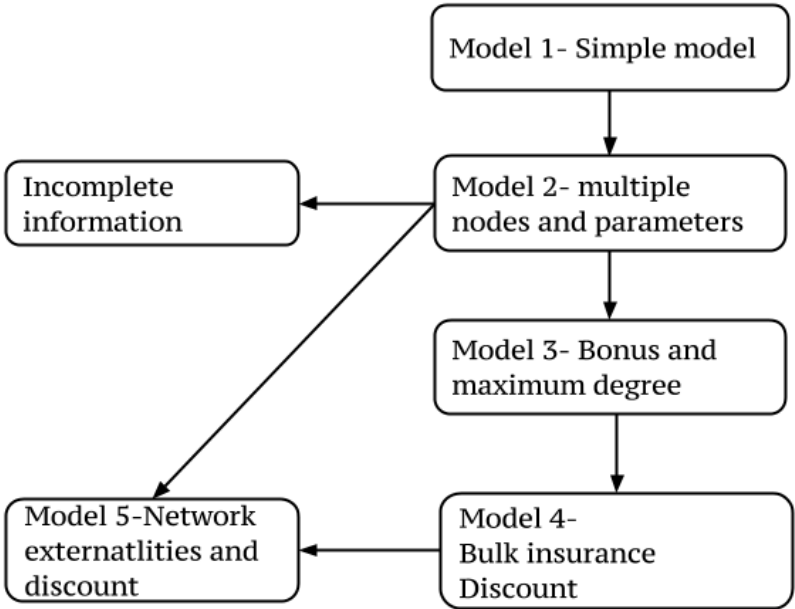 Model 1- Simple model
Incomplete
information
Model 2- multiple
nodes and parameters
Model 3- Bonus and
maximum degree
Model 5-Network
externatlities and
discount
Model 4-
Bulk insurance
Discount